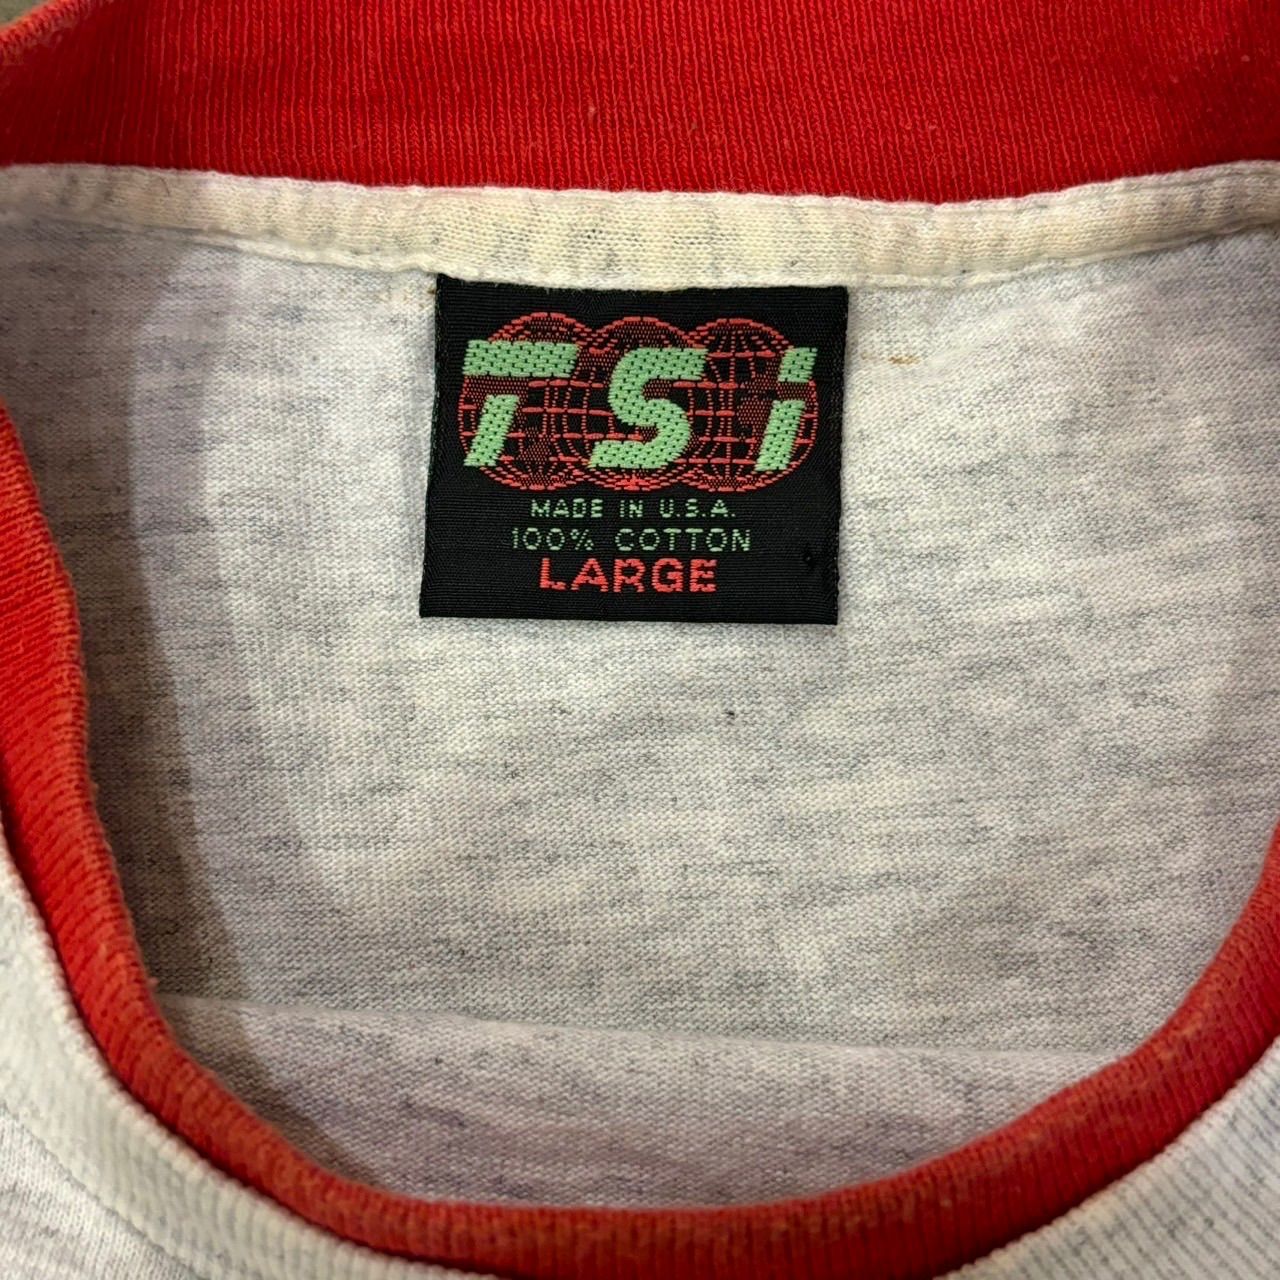 TSi
MADE IN U.S.A.
100% COTTON
LARGE